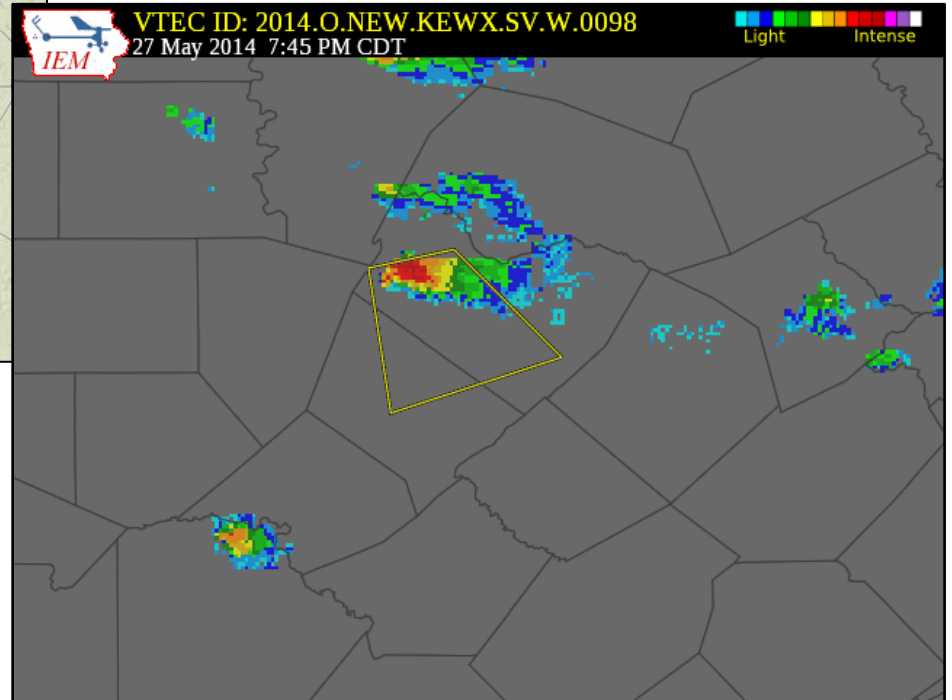 VTEC ID: 2014.O.NEW.KEWX.SV.W.0098
27 May 2014 7:45 PM CDT
IEM
Light Intense